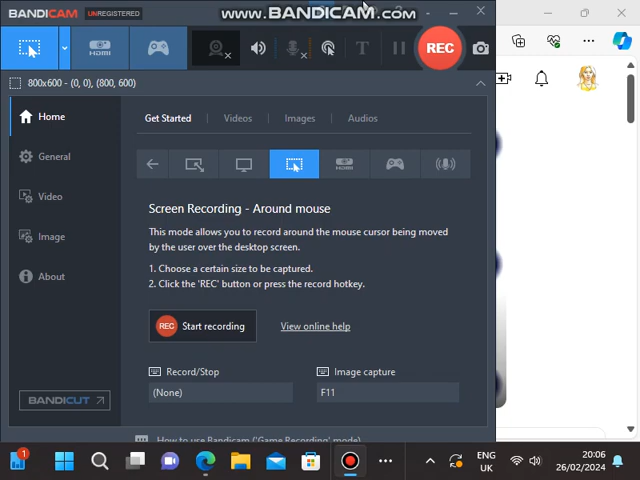 BANDICAM UNREGISTERED
www.BANDICAM.com
HDMI
REC
800x600 - (0, 0), (800, 600)
Home
General
Video
Image
About
BANDICUT
Get Started
Videos
Images
Audios
HDMI
Screen Recording - Around mouse
This mode allows you to record around the mouse cursor being moved
by the user over the desktop screen.
1. Choose a certain size to be captured.
2. Click the 'REC' button or press the record hotkey.
REC Start recording
View online help
Record/Stop
Image capture
(None)
F11
How to use Bandicam ('Game Recording' mode)
1
ENG
UK
20:06
26/02/2024